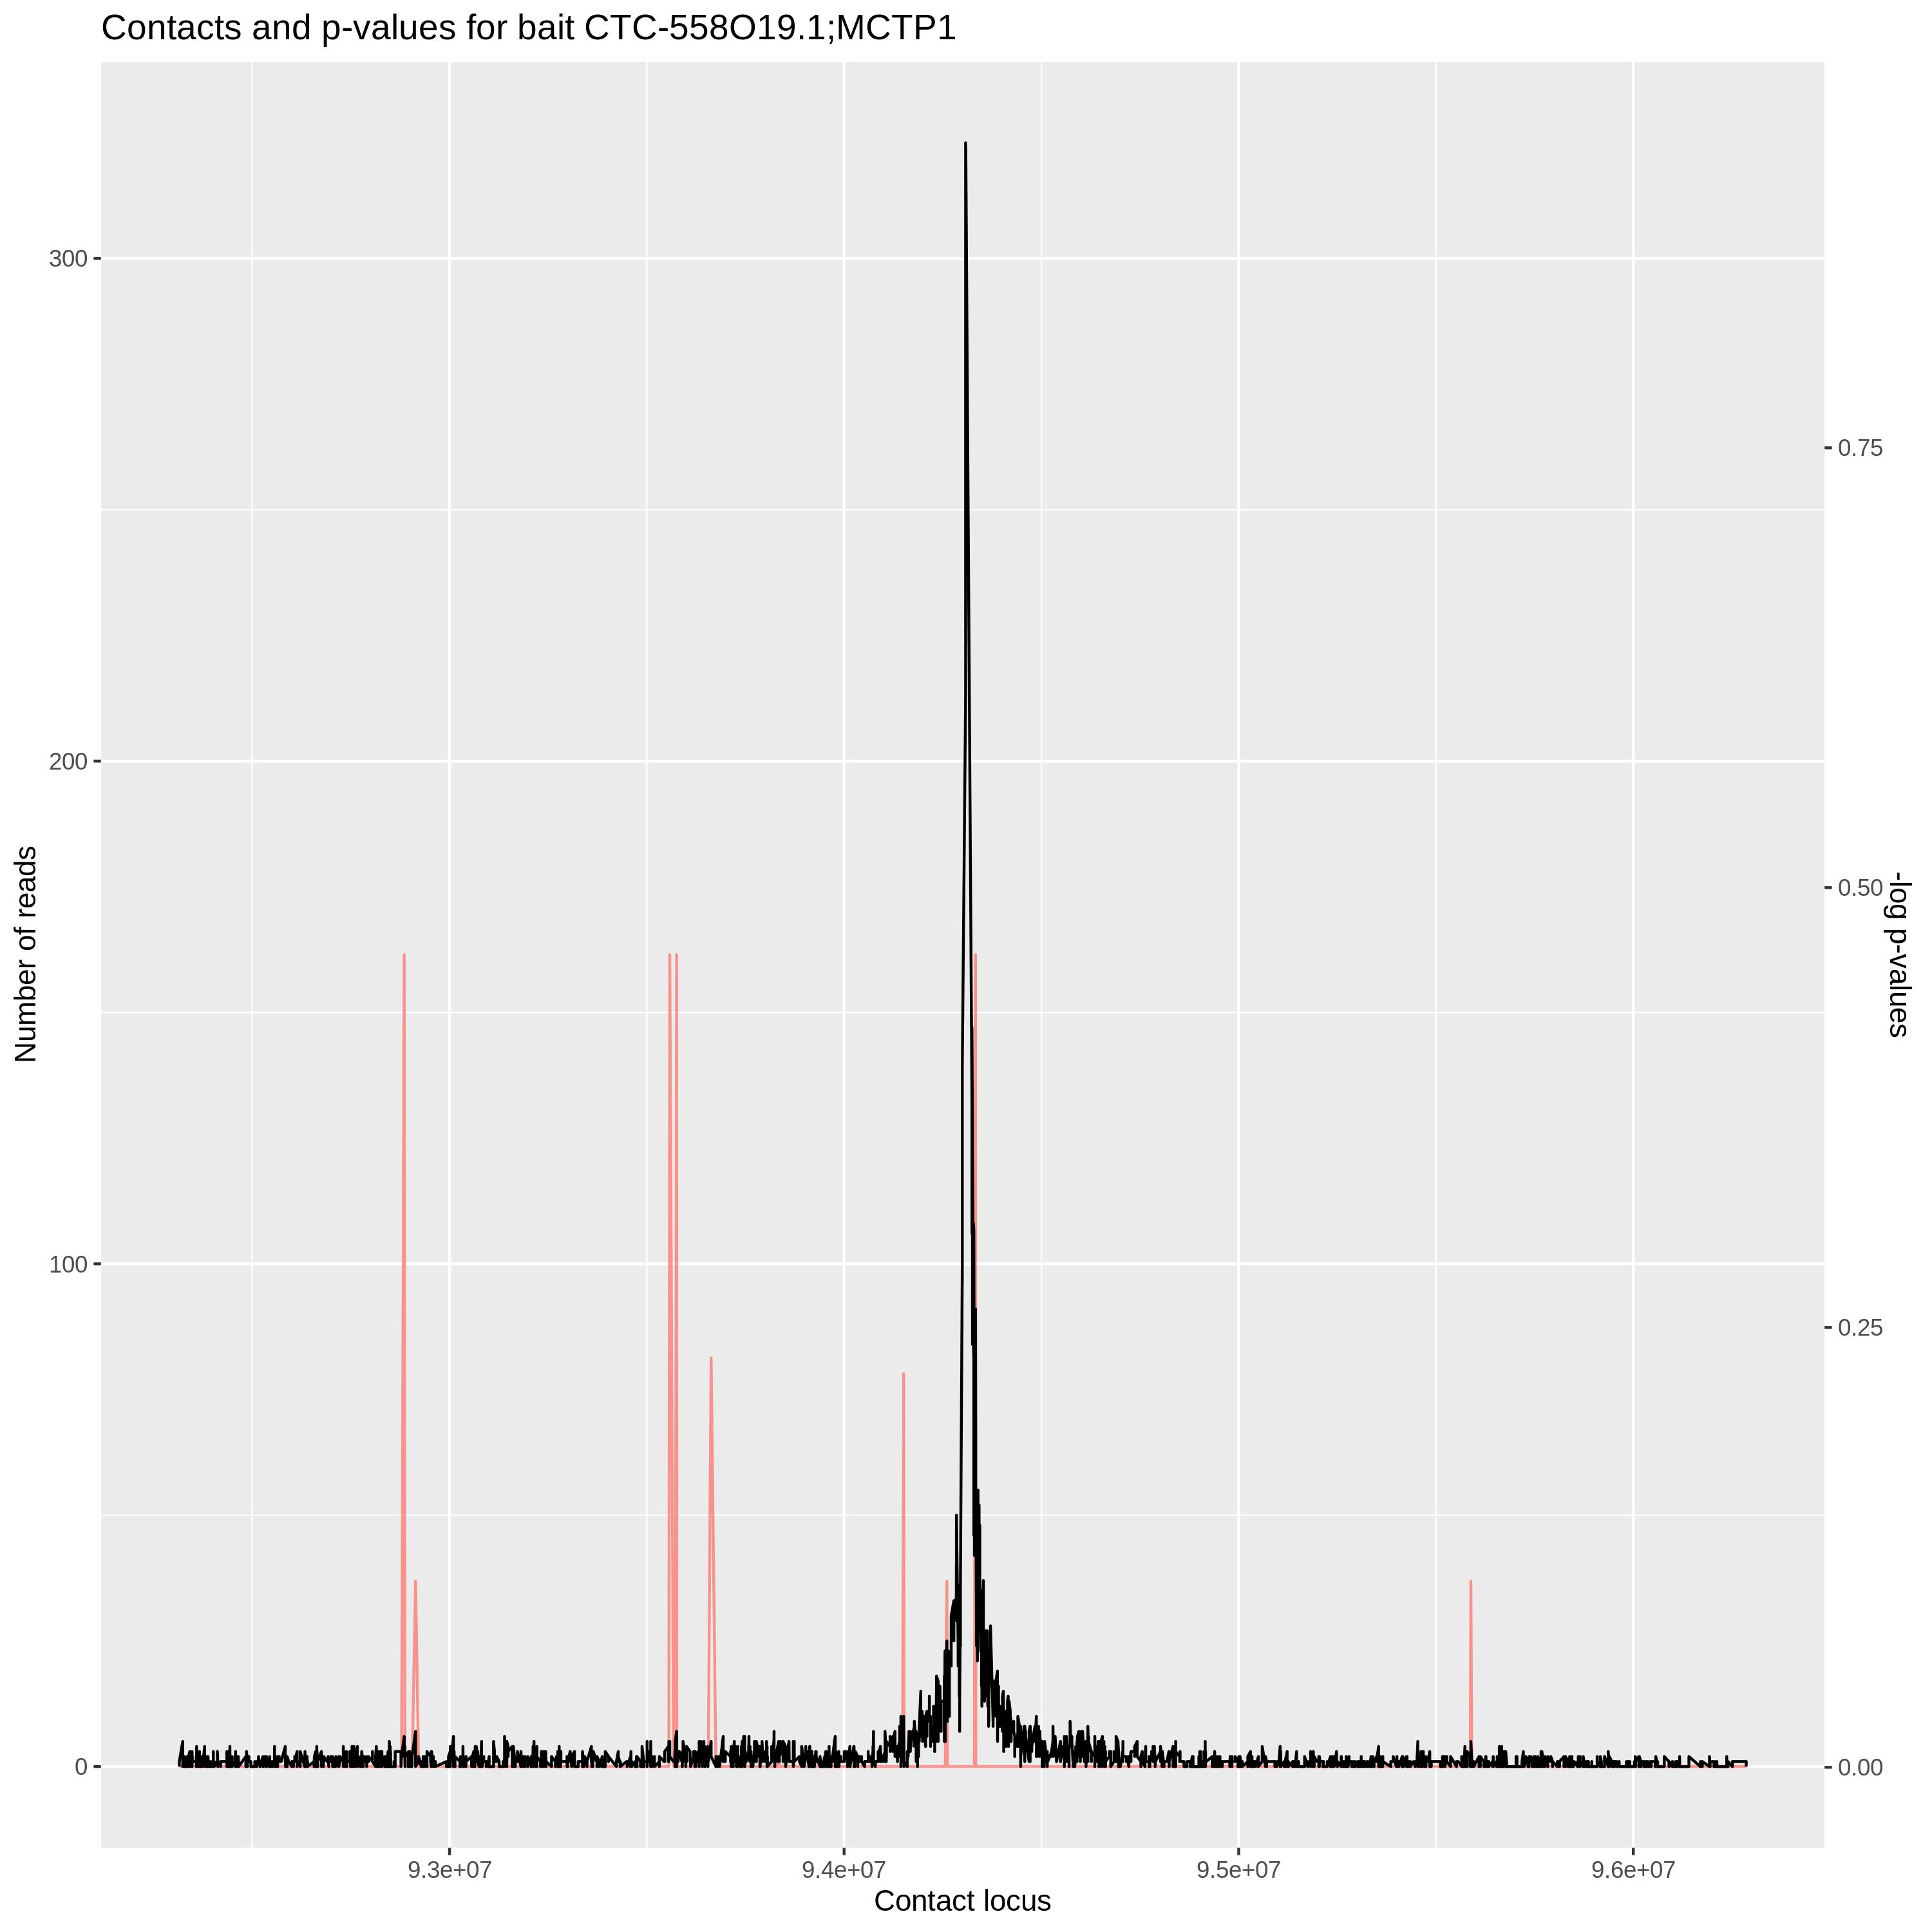 Contacts and p-values for bait CTC-558O19.1;MCTP1
300
200
100
0
Number of reads
0.75
0.50
0.25
0.00
-log p-values
9.3e+07
9.4e+07
9.5e+07
9.6e+07
Contact locus